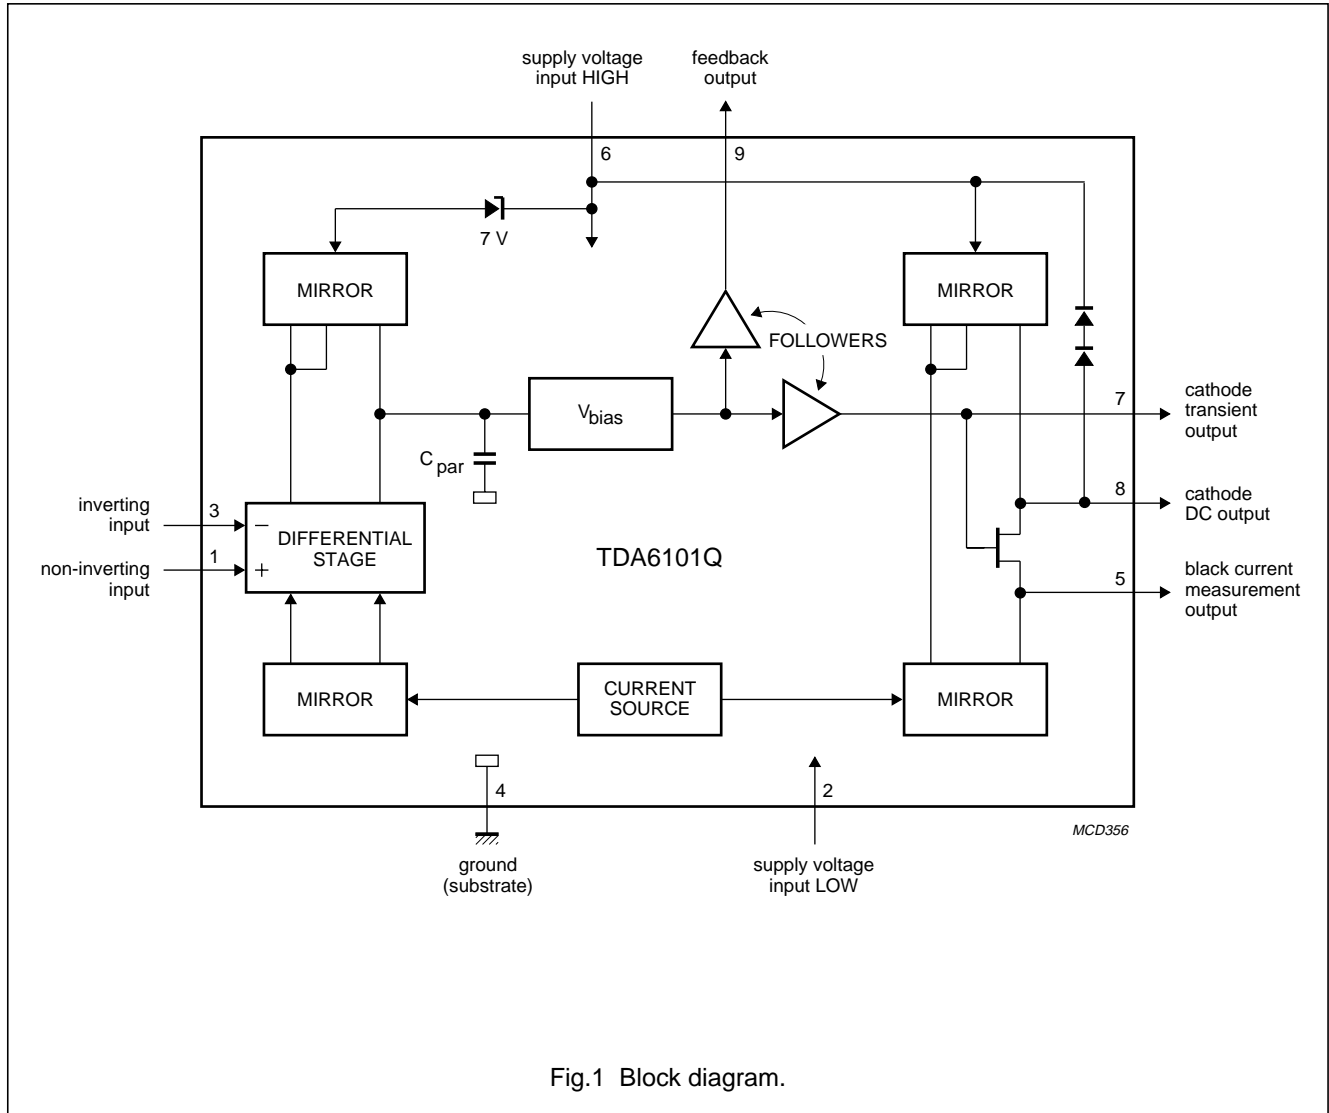 supply voltage
input HIGH
feedback
output
6
9
7 V
MIRROR
MIRROR
FOLLOWERS
Vbias
Cpar
7
cathode
transient
output
8
cathode
DC output
inverting
input
3
−
DIFFERENTIAL
STAGE
non-inverting
input
1
+
TDA6101Q
5
black current
measurement
output
MIRROR
CURRENT
SOURCE
MIRROR
4
2
MCD356
ground
(substrate)
supply voltage
input LOW
Fig.1 Block diagram.